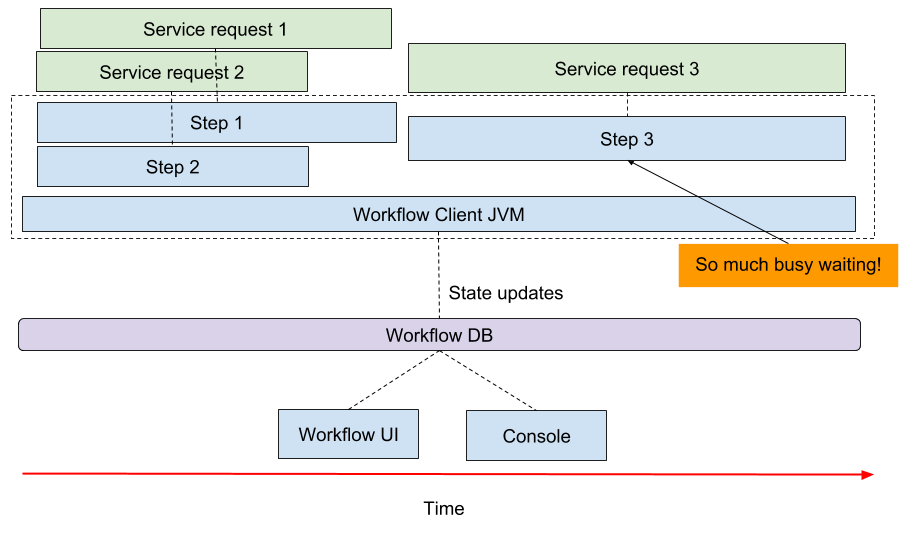 Service request 1
Service request 2
Service request 3
Step 1
Step 3
Step 2
Workflow Client JVM
So much busy waiting!
State updates
Workflow DB
Workflow UI
Console
Time